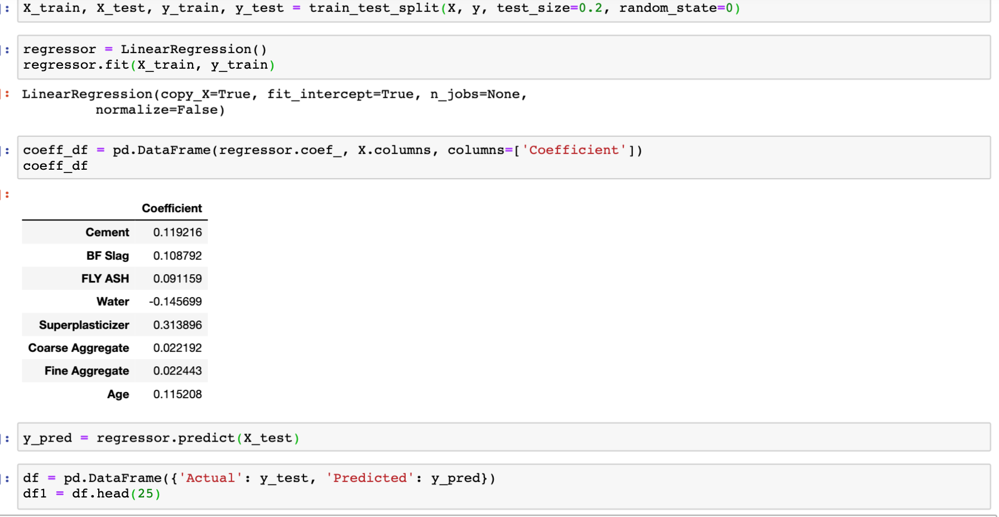 ]: X_train, X_test, y_train, y_test = train_test_split(X, y, test_size=0.2, random_state=0)
]: regressor = LinearRegression()
regressor.fit(X_train, y_train)
]: LinearRegression(copy_X=True, fit_intercept=True, n_jobs=None,
normalize=False)
]: coeff_df = pd.DataFrame(regressor.coef_, X.columns, columns=['Coefficient'])
coeff_df
]:
Coefficient
Cement 0.119216
BF Slag 0.108792
FLY ASH 0.091159
Water -0.145699
Superplasticizer 0.313896
Coarse Aggregate 0.022192
Fine Aggregate 0.022443
Age 0.115208
]: y_pred = regressor.predict(X_test)
]: df = pd.DataFrame({'Actual': y_test, 'Predicted': y_pred})
df1 = df.head(25)